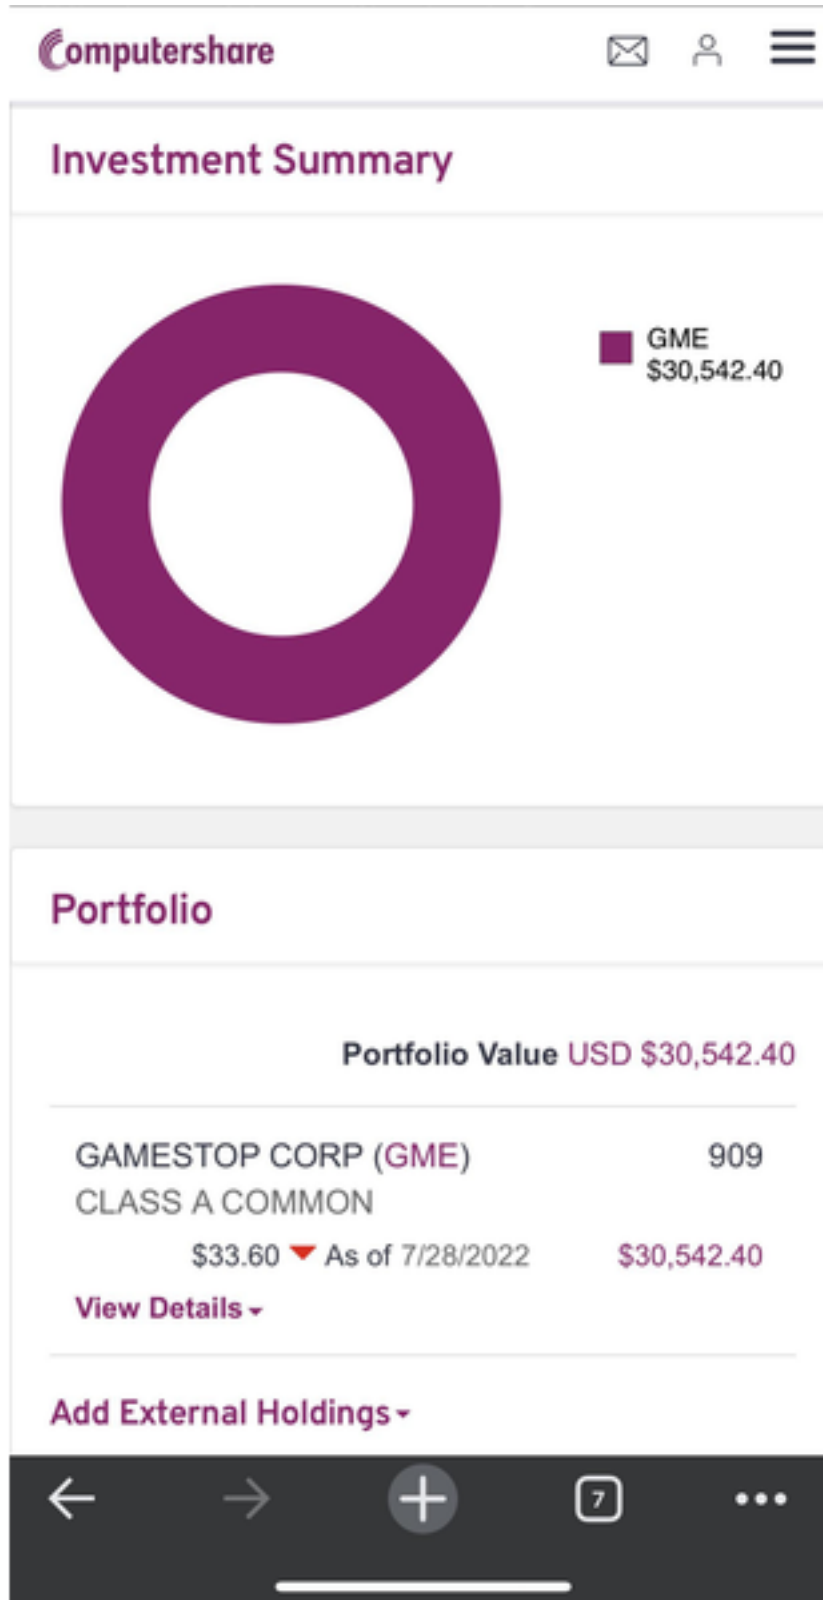 Computershare
Investment Summary
GME
$30,542.40
Portfolio
Portfolio Value USD $30,542.40
GAMESTOP CORP (GME) 909
CLASS A COMMON
$33.60 As of 7/28/2022 $30,542.40
View Details
Add External Holdings
7